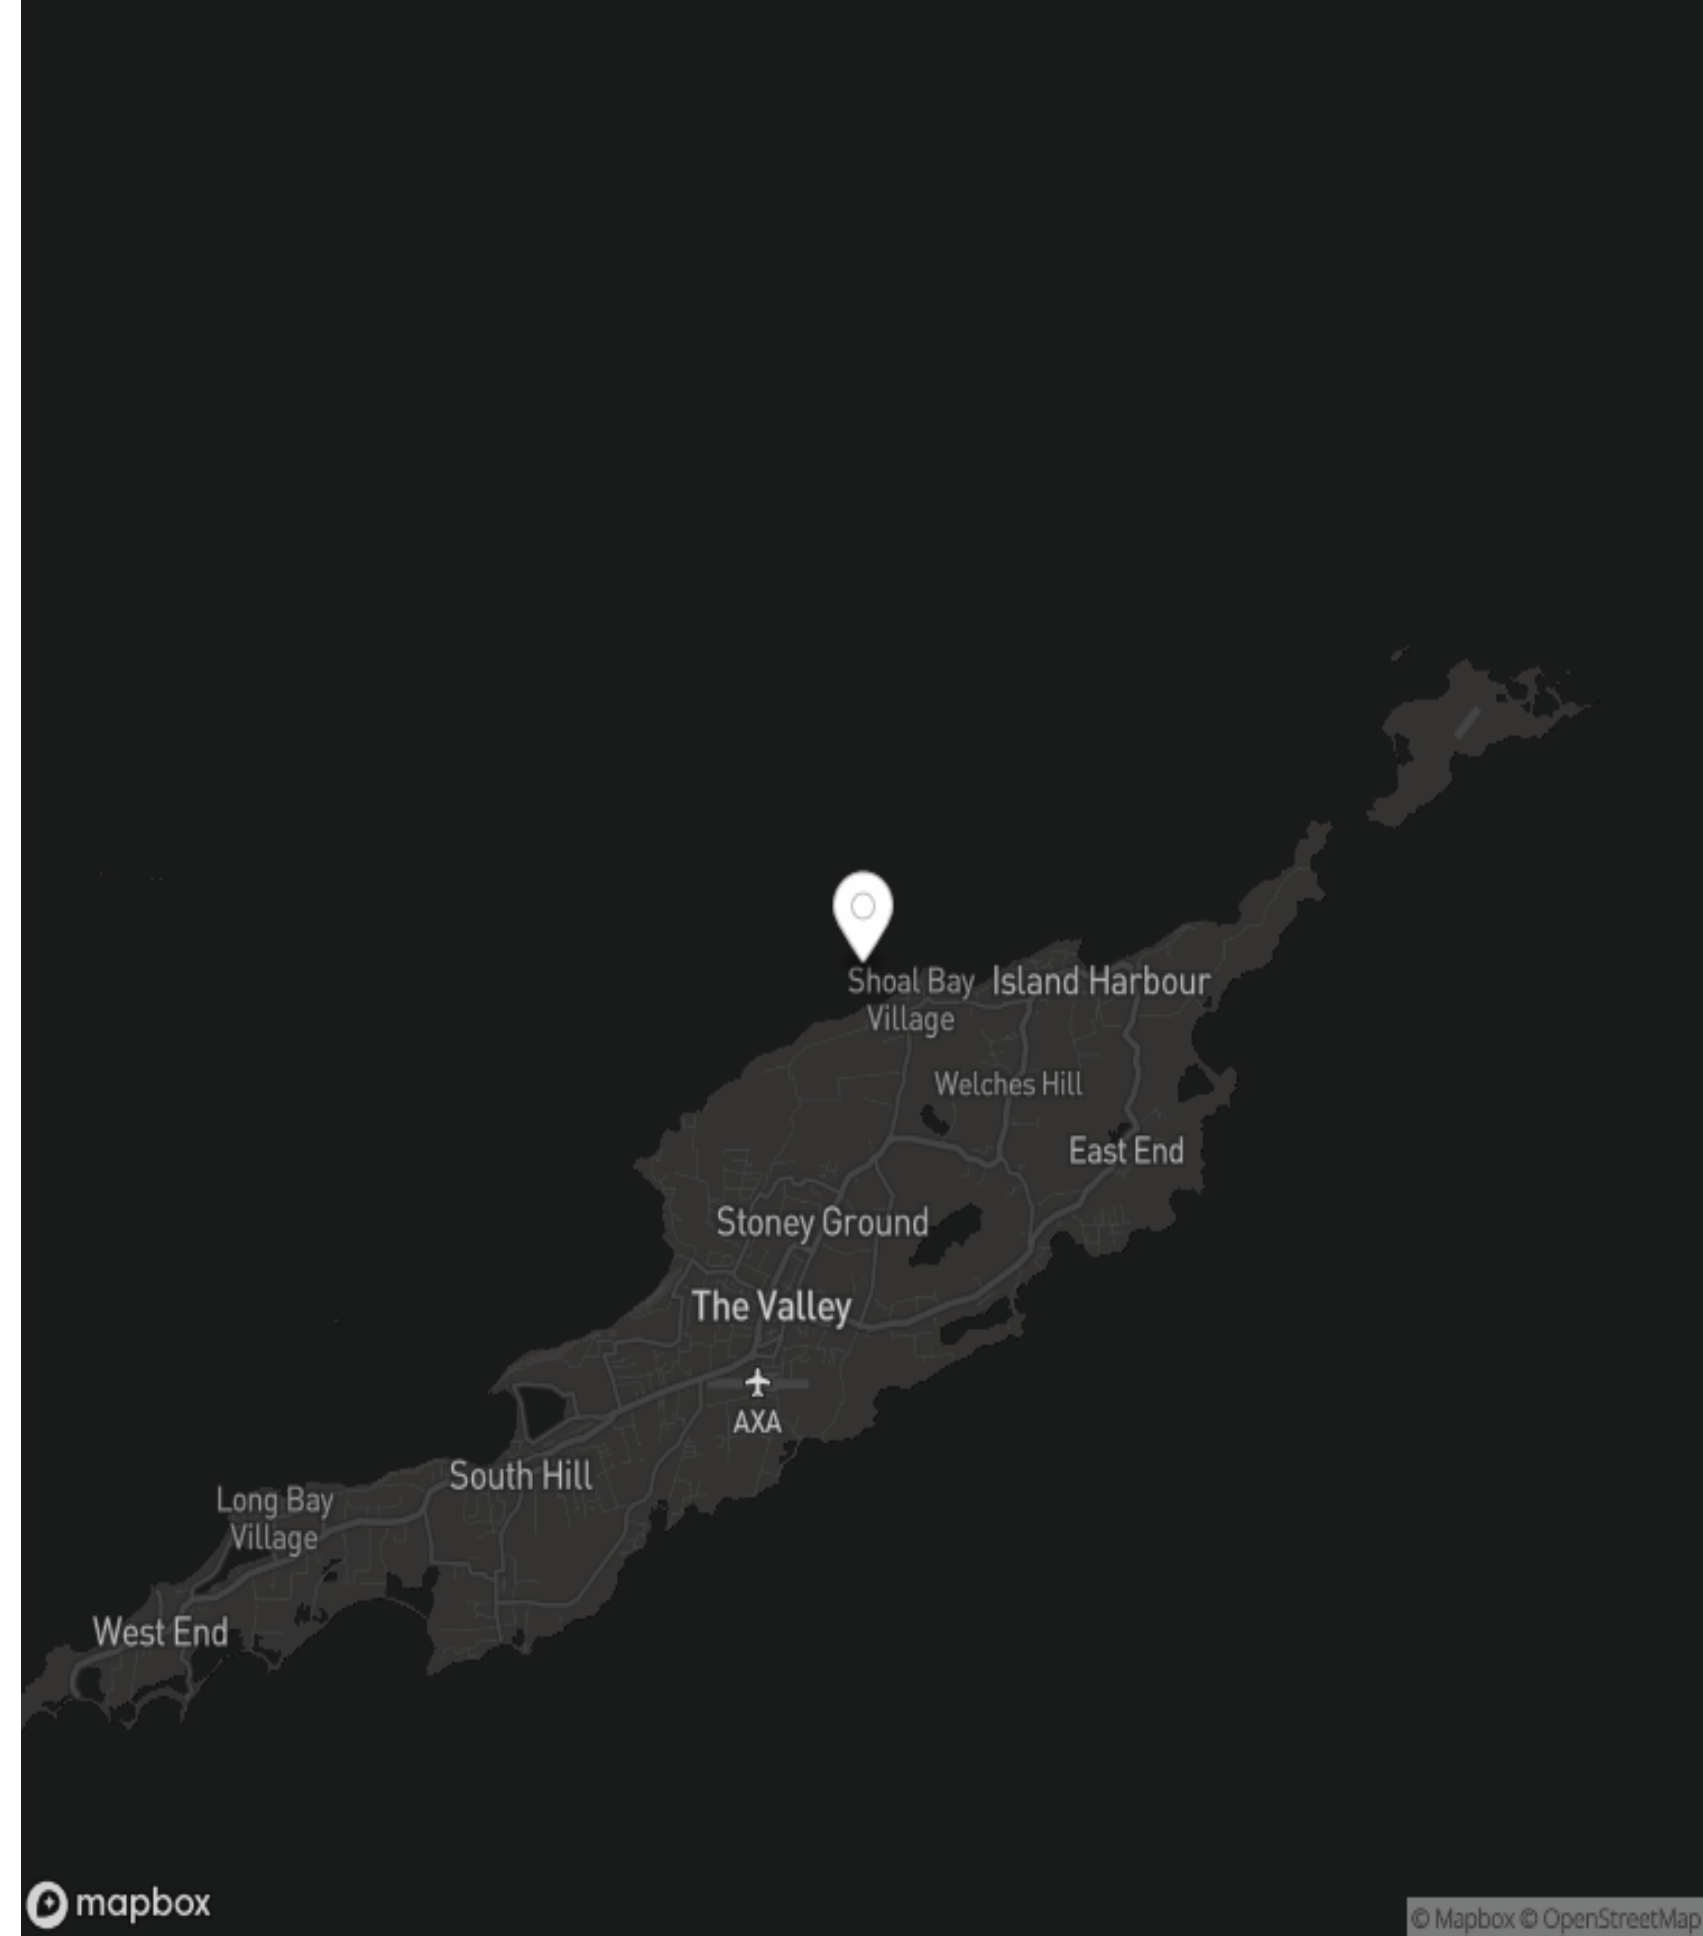 Shoal Bay
Village
Island Harbour
Welches Hill
East End
Stoney Ground
The Valley
AXA
South Hill
Long Bay
Village
West End
mapbox
© Mapbox © OpenStreetMap